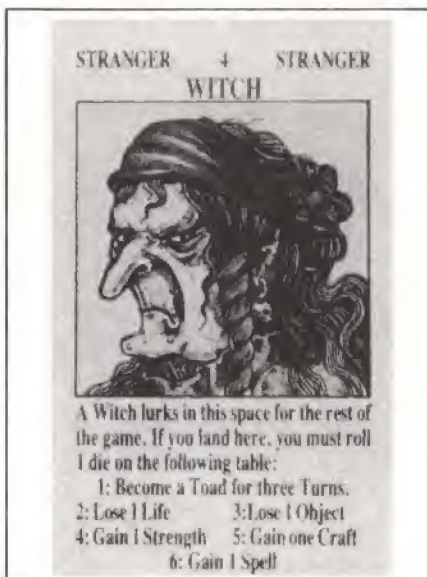 STRANGER 4 STRANGER
WITCH
A Witch lurks in this space for the rest of
the game. If you land here, you must roll
1 die on the following table:
1: Become a Toad for three Turns.
2: Lose 1 Life 3: Lose 1 Object
4: Gain 1 Strength 5: Gain one Craft
6: Gain 1 Spell